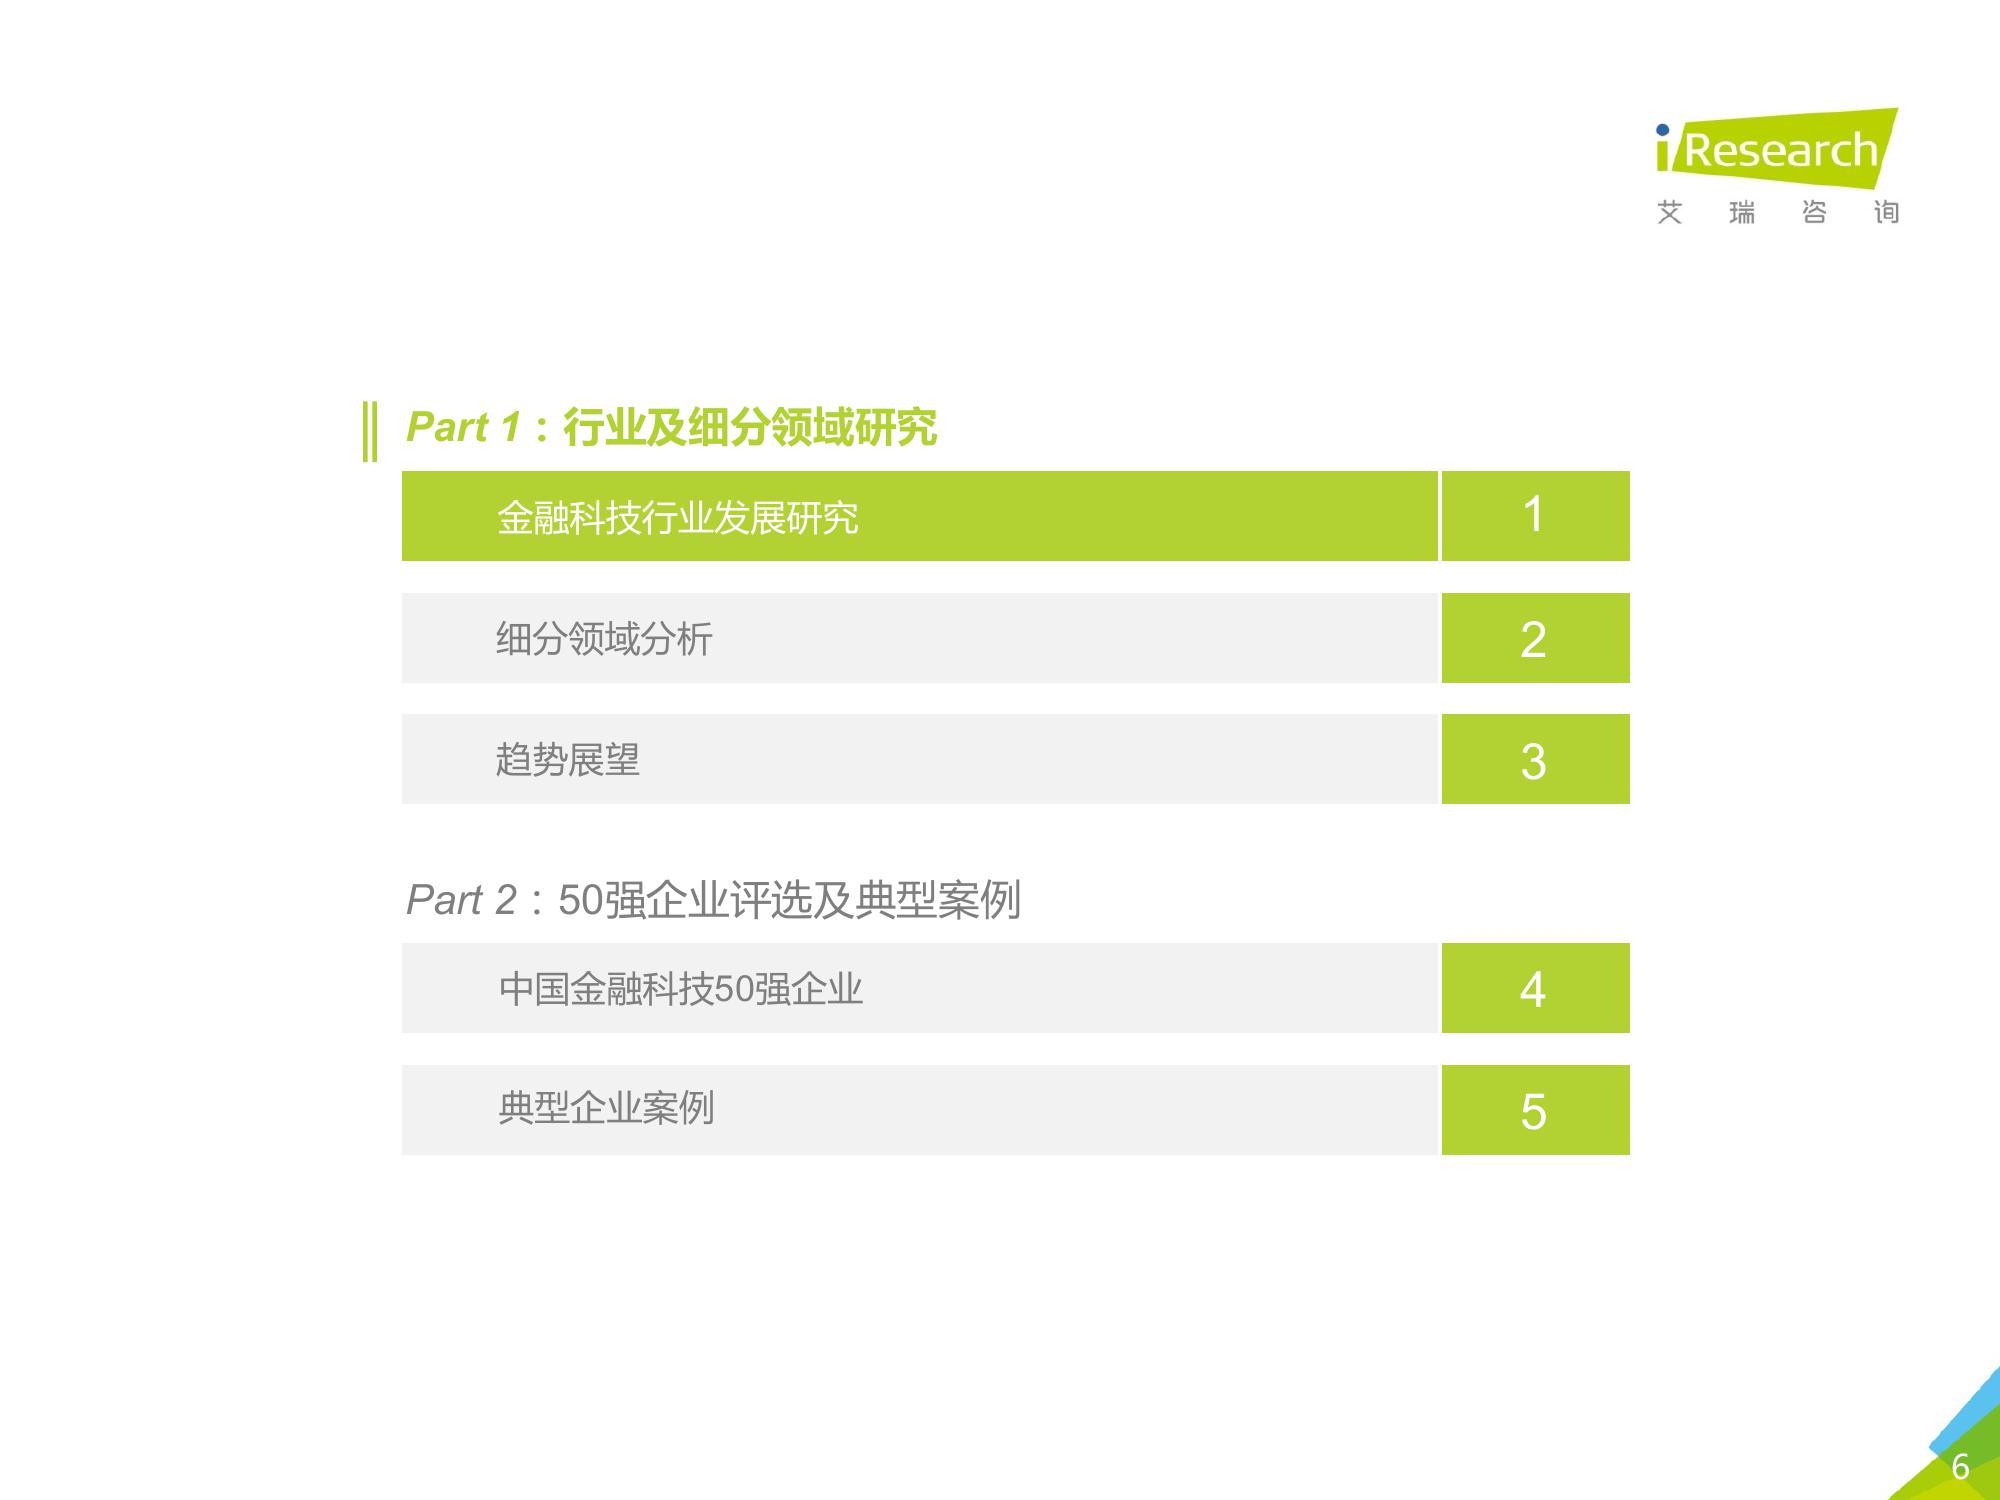 iResearch
艾瑞咨询
Part 1：行业及细分领域研究
金融科技行业发展研究 1
细分领域分析 2
趋势展望 3
Part 2：50强企业评选及典型案例
中国金融科技50强企业 4
典型企业案例 5
6